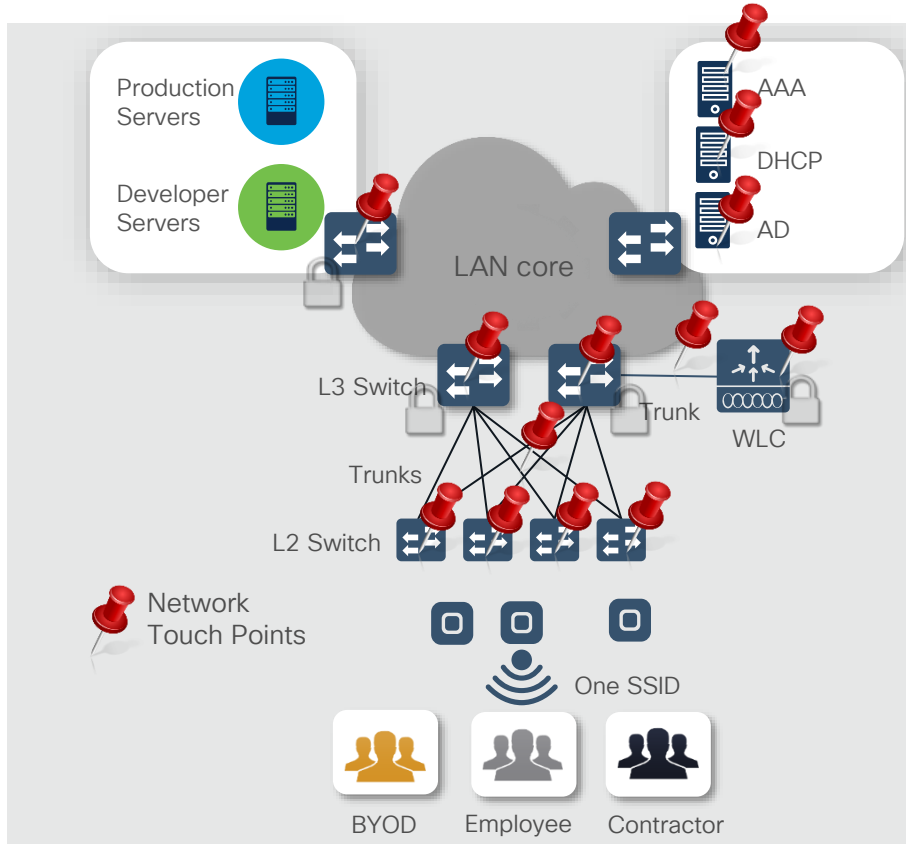 Production
Servers
Developer
Servers
AAA
DHCP
AD
LAN core
L3 Switch
Trunk
WLC
Trunks
L2 Switch
Network
Touch Points
One SSID
BYOD
Employee
Contractor